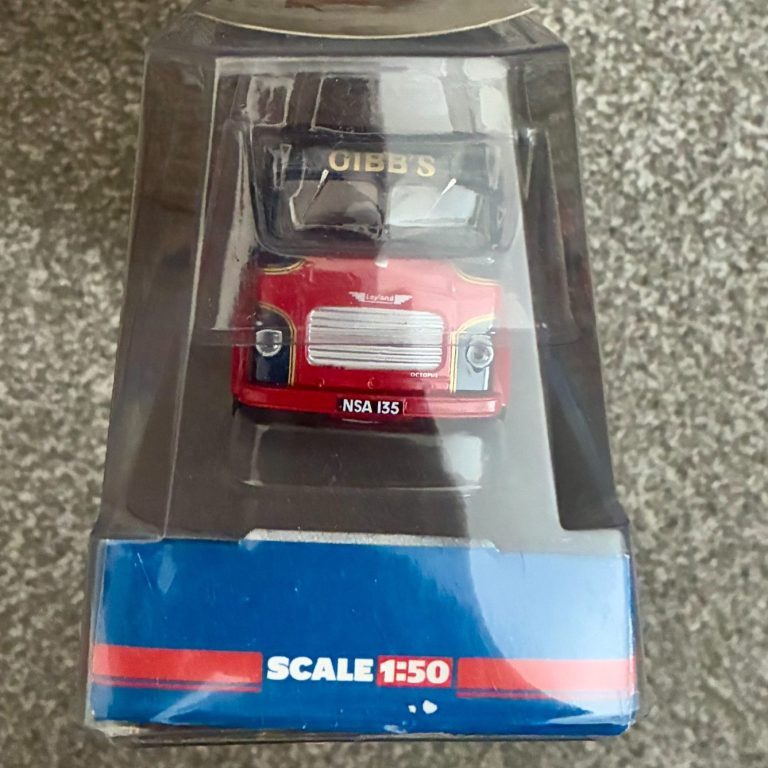 GIBB'S
Leyland
OCTOPUS
NSA 135
SCALE 1:50